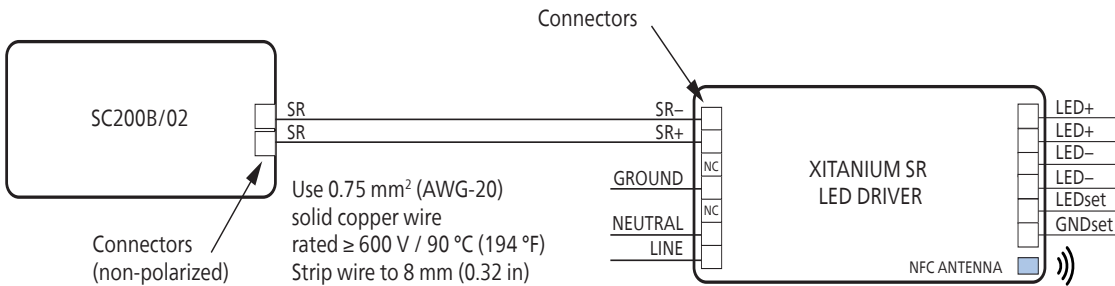 Connectors
SC200B/02
SR
SR
SR–
SR+
NC
GROUND
NC
NEUTRAL
LINE
XITANIUM SR
LED DRIVER
LED+
LED+
LED–
LED–
LEDset
GNDset
NFC ANTENNA
Use 0.75 mm² (AWG-20)
solid copper wire
rated ≥ 600 V / 90 ºC (194 ºF)
Strip wire to 8 mm (0.32 in)
Connectors
(non-polarized)